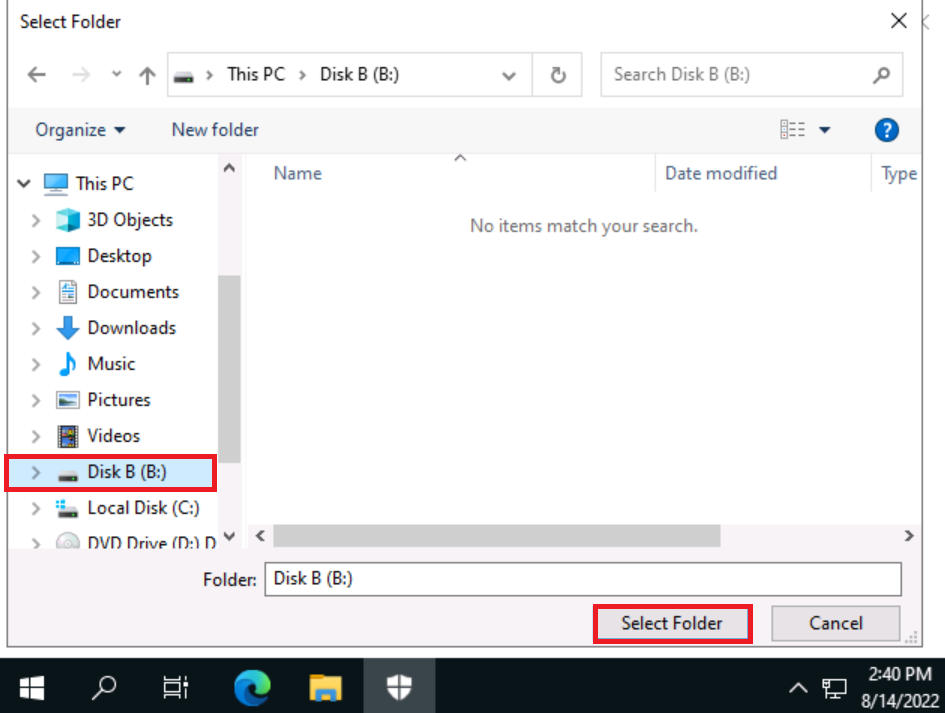 Select Folder
This PC > Disk B (B:)
Search Disk B (B:)
Organize
New folder
?
Name
Date modified
Type
No items match your search.
This PC
3D Objects
Desktop
Documents
Downloads
Music
Pictures
Videos
Disk B (B:)
Local Disk (C:)
DVD Drive (D:) D
Folder: Disk B (B:)
Select Folder
Cancel
2:40 PM
8/14/2022